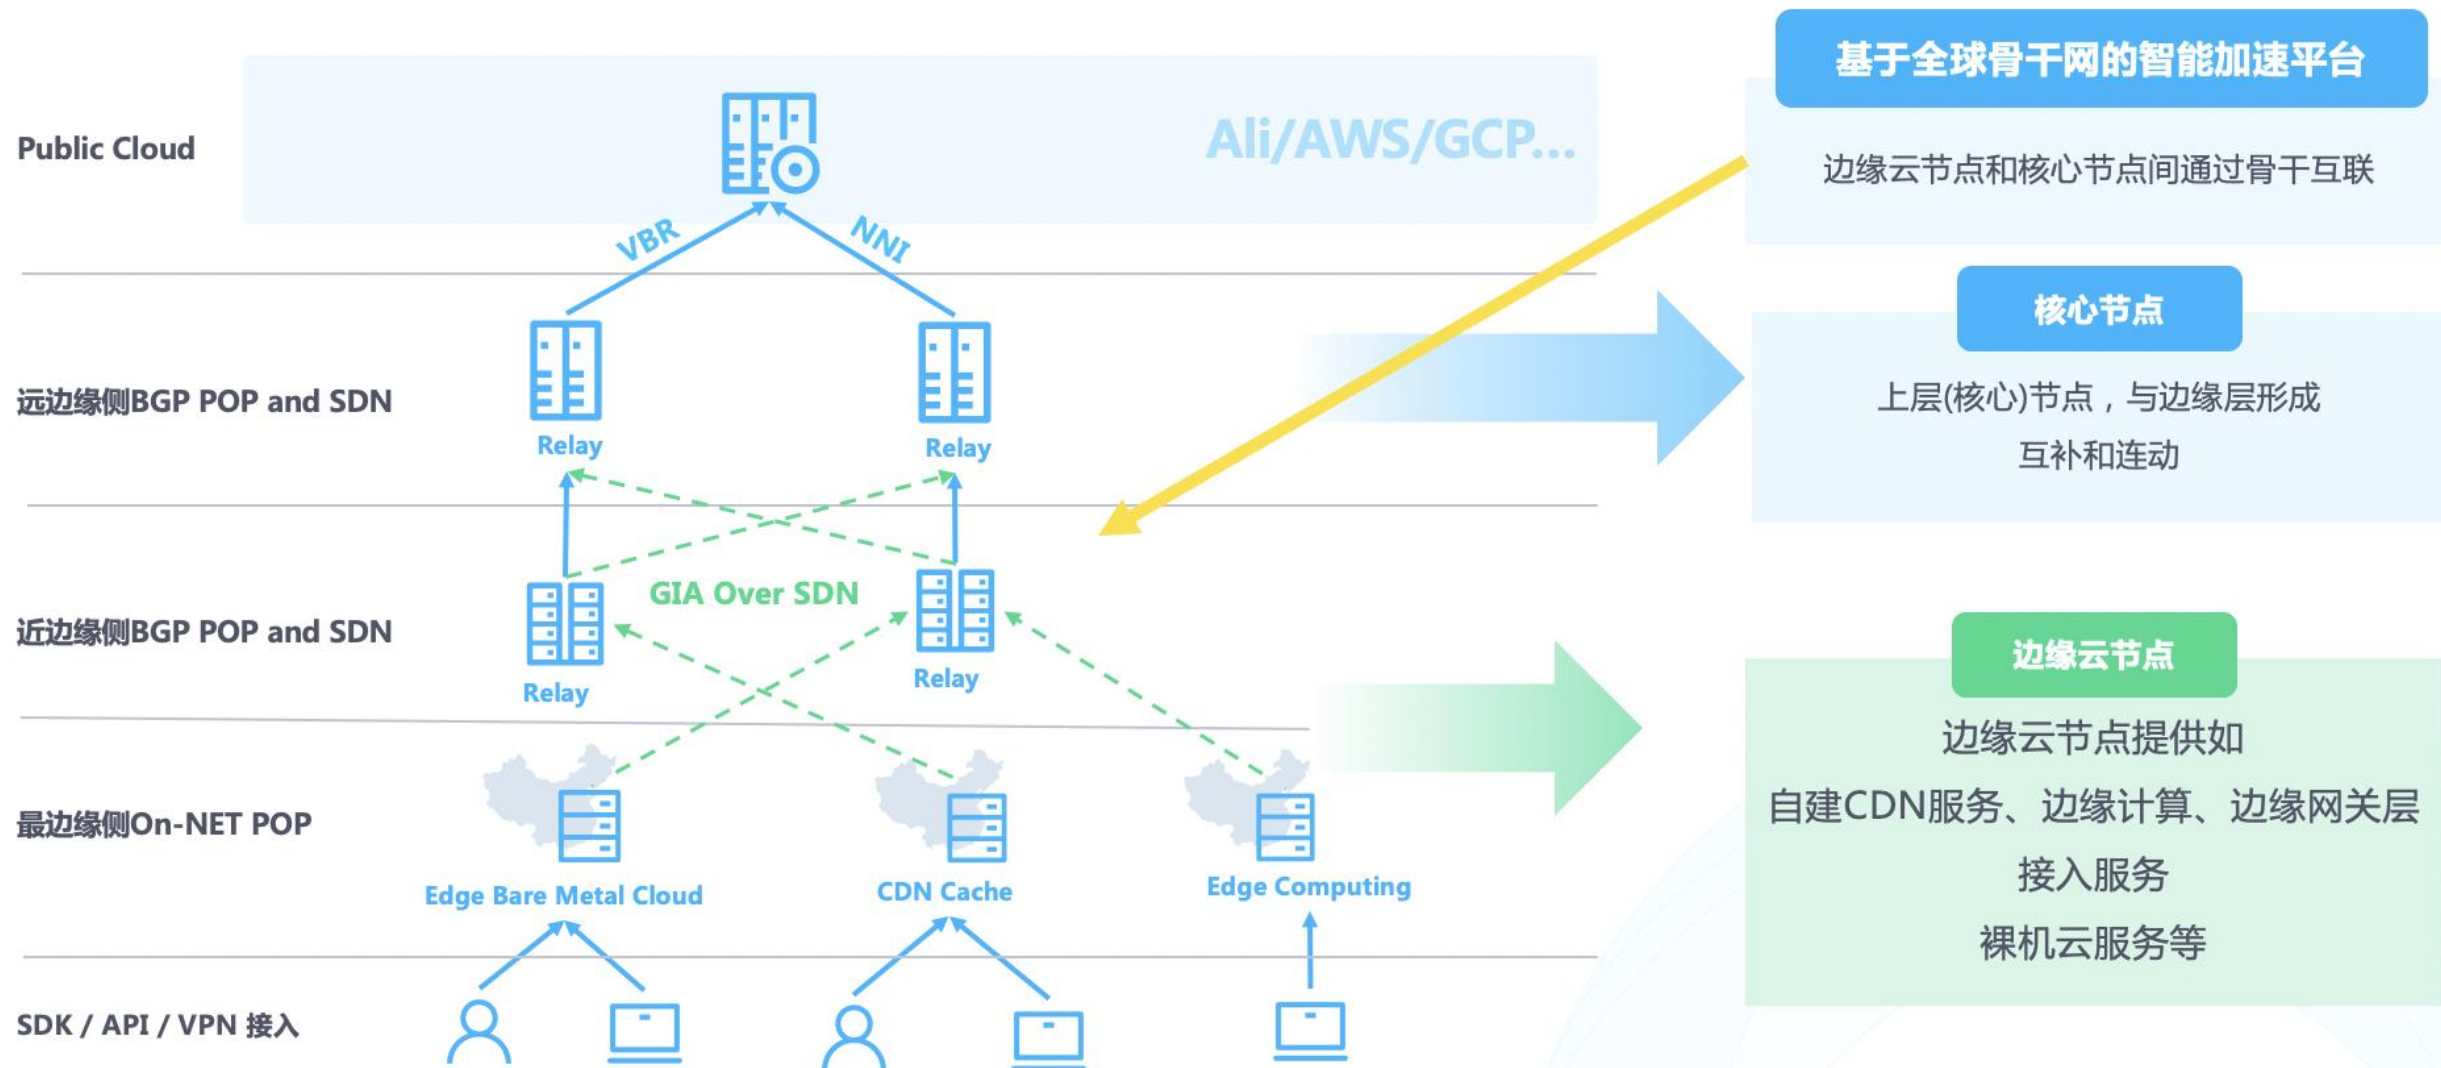 基于全球骨干网的智能加速平台
Ali/AWS/GCP...
Public Cloud
边缘云节点和核心节点间通过骨干互联
VBR
NNI
核心节点
远边缘侧BGP POP and SDN
上层(核心)节点，与边缘层形成
互补和连动
Relay
Relay
GIA Over SDN
近边缘侧BGP POP and SDN
边缘云节点
Relay
Relay
边缘云节点提供如
自建CDN服务、边缘计算、边缘网关层
接入服务
裸机云服务等
最边缘侧On-NET POP
Edge Bare Metal Cloud
CDN Cache
Edge Computing
SDK / API / VPN 接入